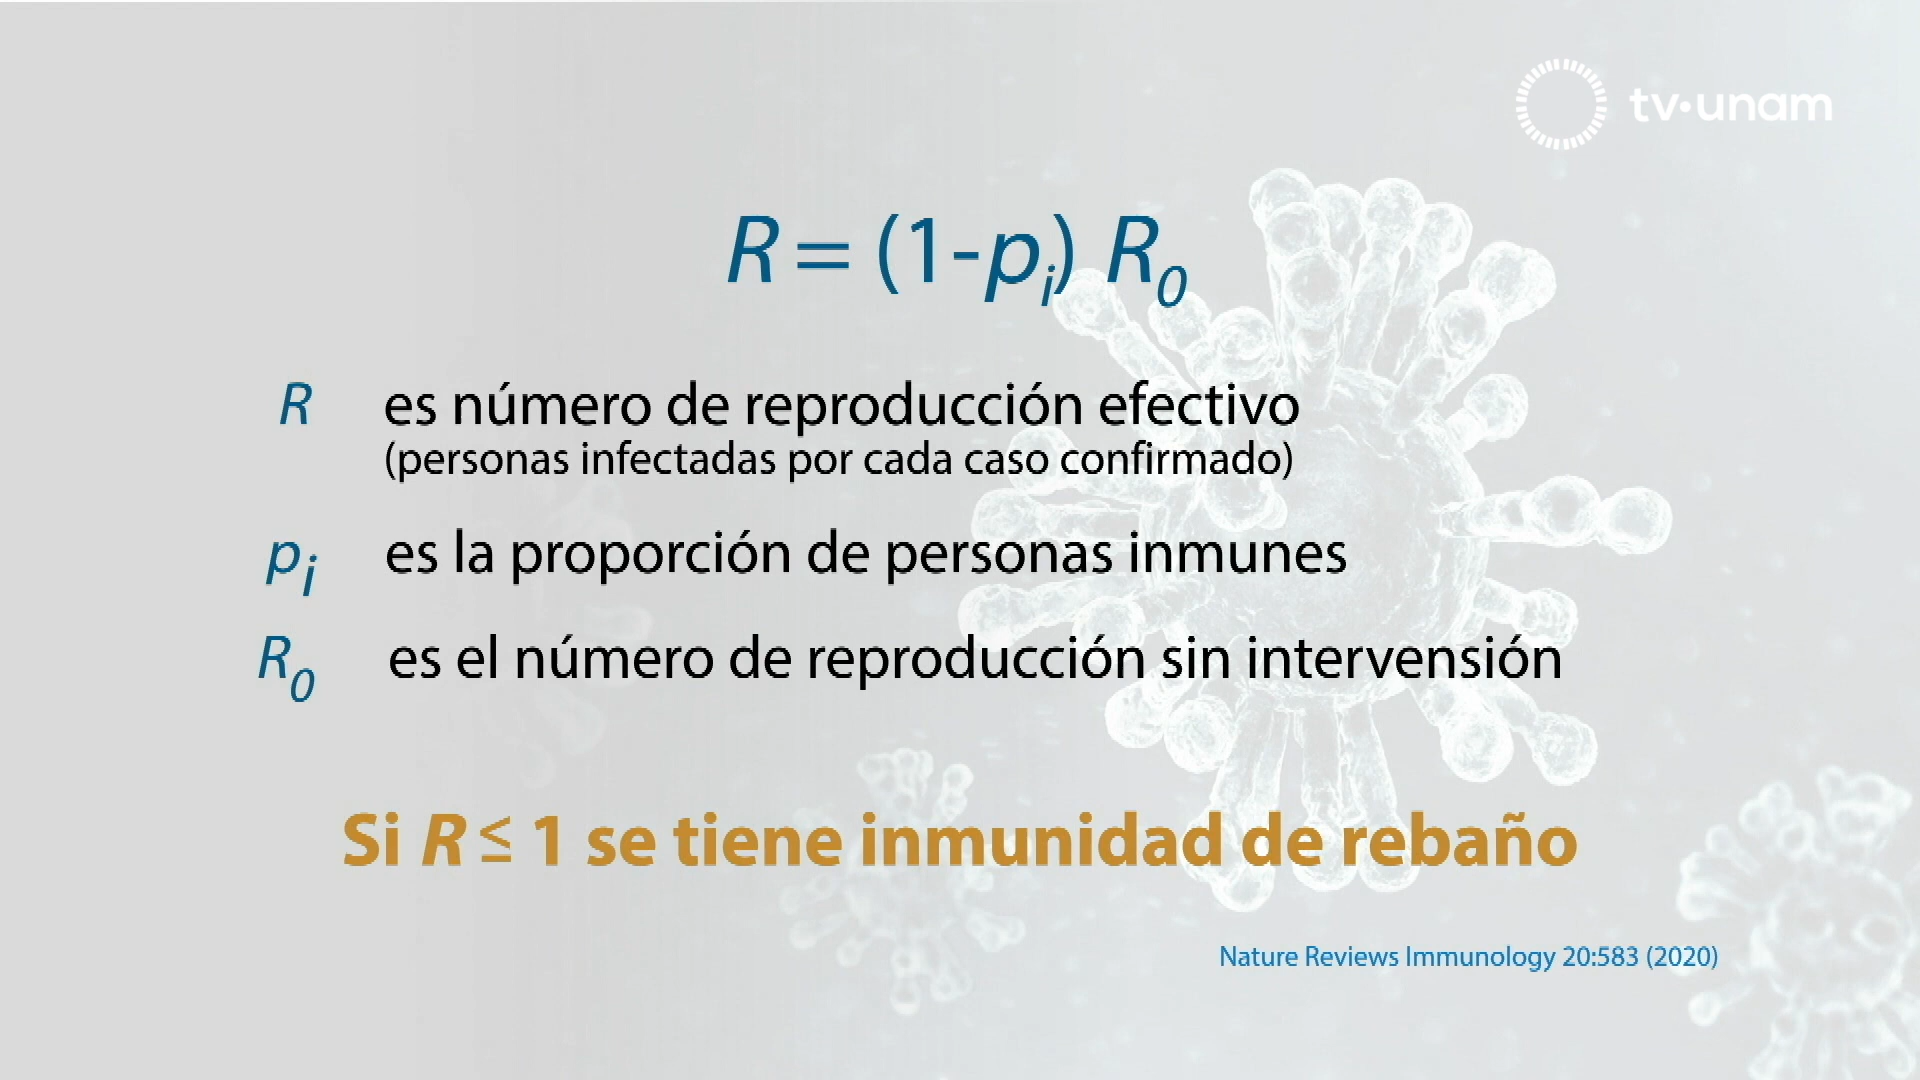 tv·unam
R = (1-pᵢ) R₀
R es número de reproducción efectivo
(personas infectadas por cada caso confirmado)
pᵢ es la proporción de personas inmunes
R₀ es el número de reproducción sin intervensión
Si R ≤ 1 se tiene inmunidad de rebaño
Nature Reviews Immunology 20:583 (2020)